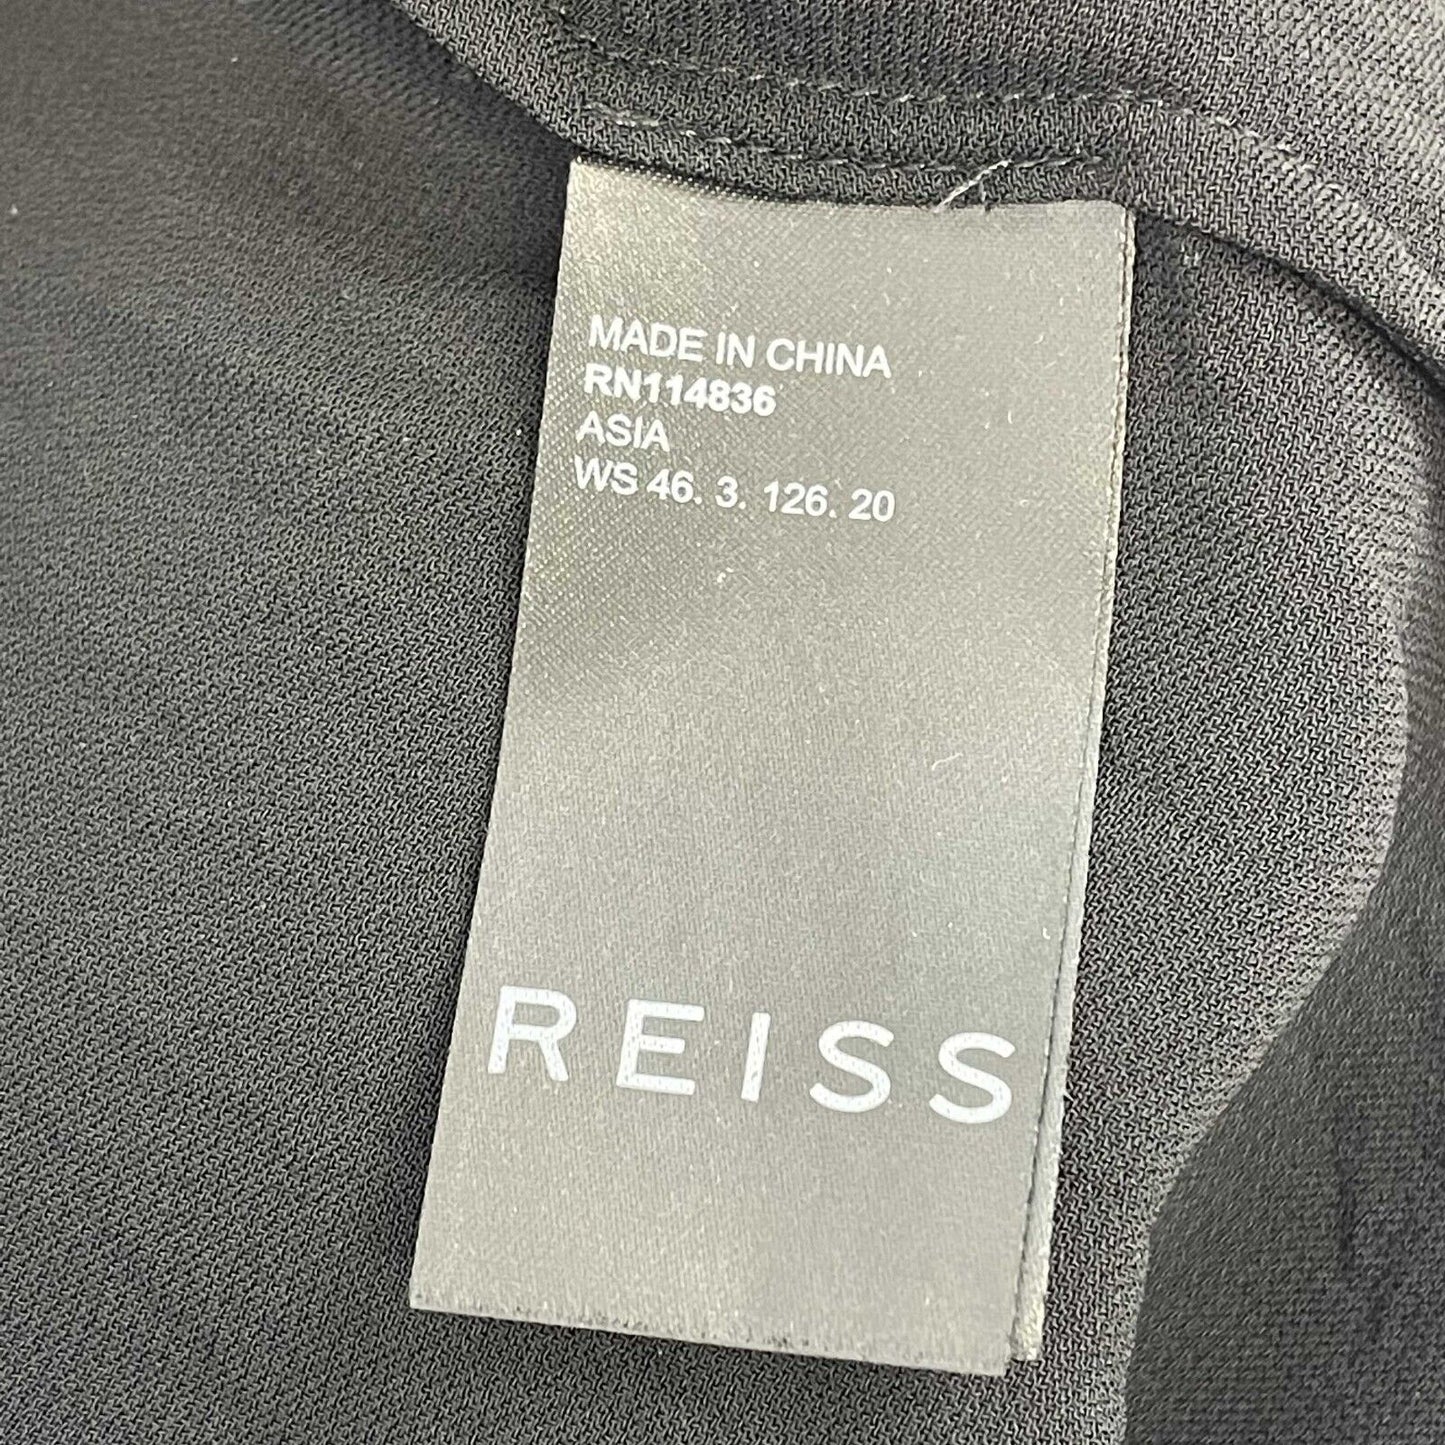 MADE IN CHINA
RN114836
ASIA
WS 46. 3. 126. 20
REISS